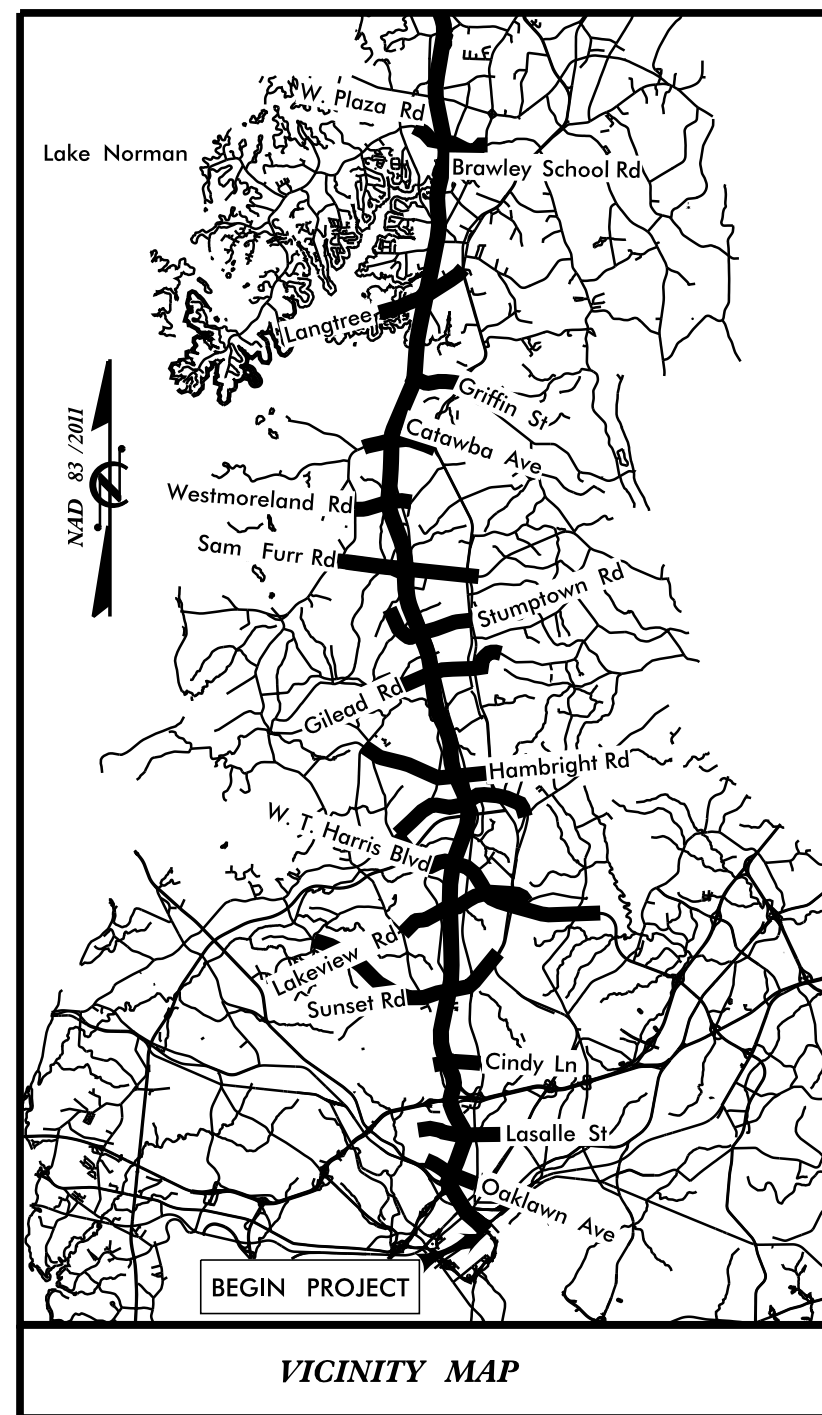 W. Plaza Rd
Lake Norman
Brawley School Rd
Langtree
Griffin St
Catawba Ave
NAD 83 /2011
Westmoreland Rd
Sam Furr Rd
Stumptown Rd
Gilead Rd
Hambright Rd
W. T. Harris Blvd
Lakeview Rd
Sunset Rd
Cindy Ln
Lasalle St
Oaklawn Ave
BEGIN PROJECT
VICINITY MAP